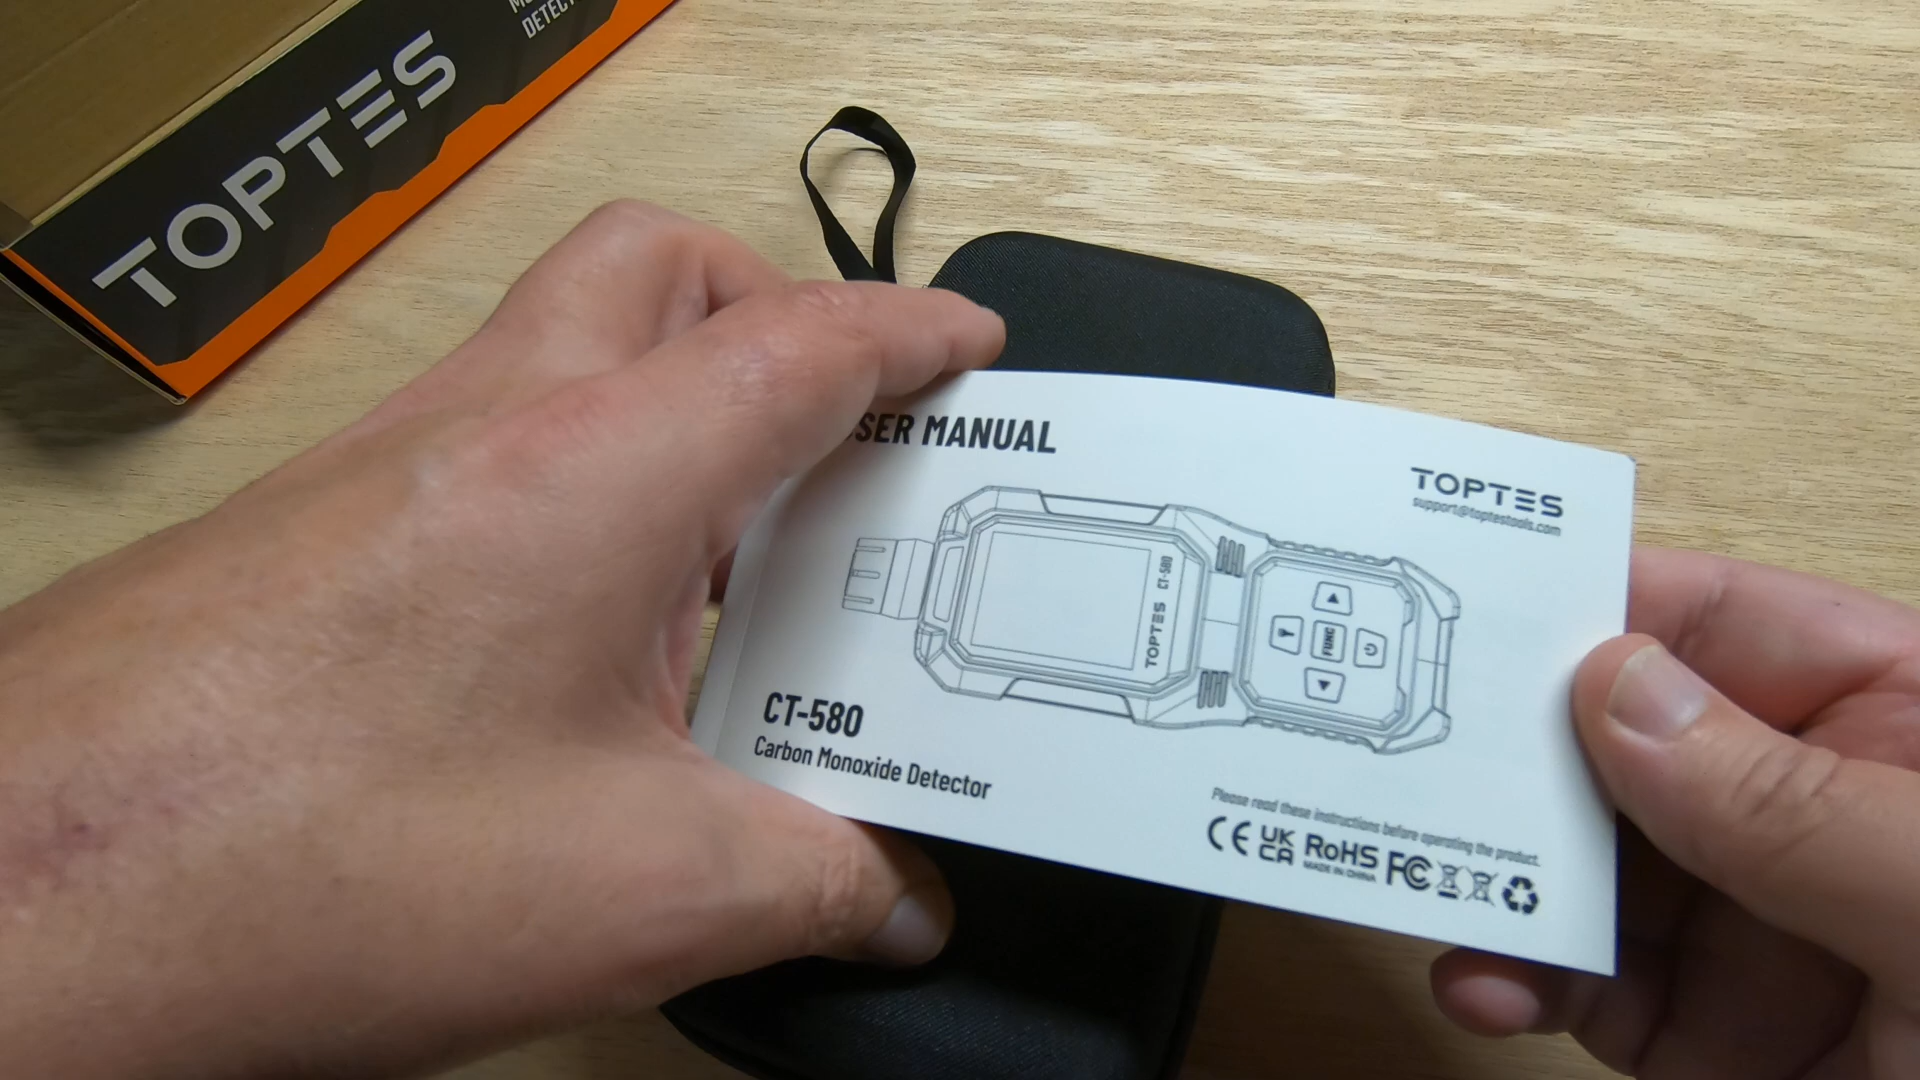 TOPTES
DETEC
SER MANUAL
TOPTES
support@toptestools.com
TOPTES CT-580
FUNC
CT-580
Carbon Monoxide Detector
Please read these instructions before operating the product.
CE UK CA RoHS FC
MADE IN CHINA